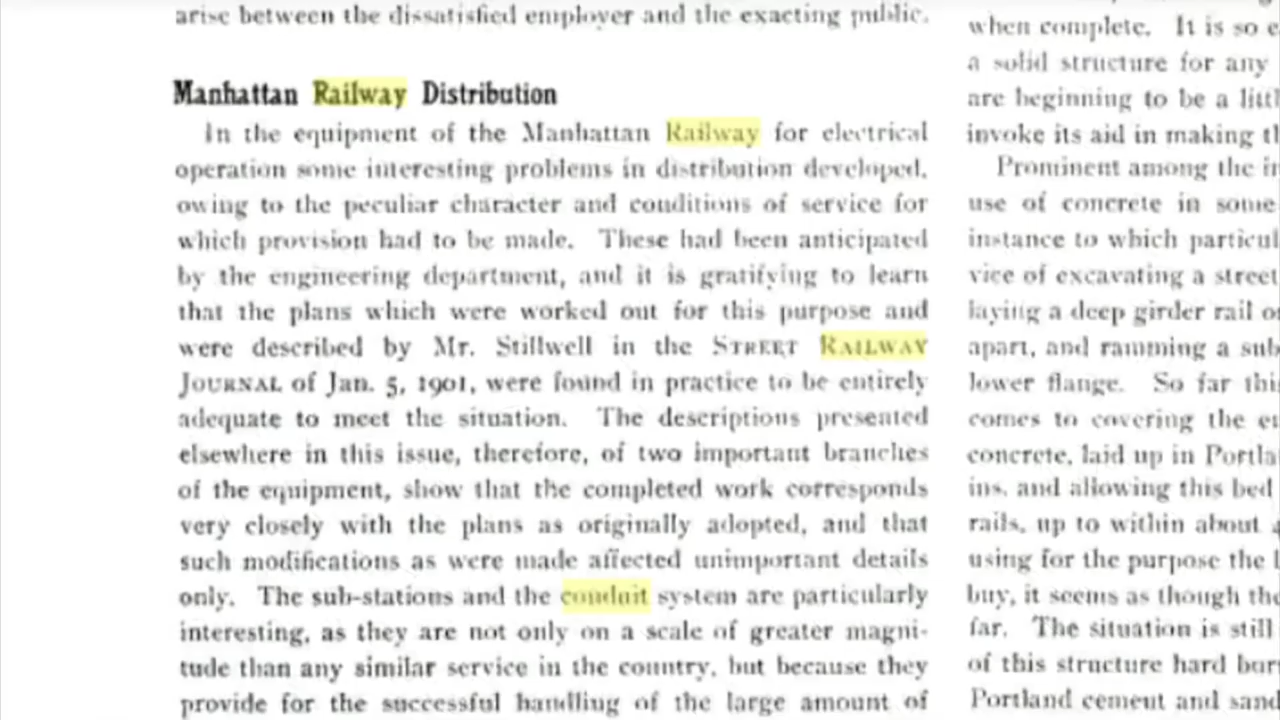 arise between the dissatisfied employer and the exacting public.
Manhattan Railway Distribution
In the equipment of the Manhattan Railway for electrical
operation some interesting problems in distribution developed,
owing to the peculiar character and conditions of service for
which provision had to be made. These had been anticipated
by the engineering department, and it is gratifying to learn
that the plans which were worked out for this purpose and
were described by Mr. Stillwell in the STREET RAILWAY
JOURNAL of Jan. 5, 1901, were found in practice to be entirely
adequate to meet the situation. The descriptions presented
elsewhere in this issue, therefore, of two important branches
of the equipment, show that the completed work corresponds
very closely with the plans as originally adopted, and that
such modifications as were made affected unimportant details
only. The sub-stations and the conduit system are particularly
interesting, as they are not only on a scale of greater magni-
tude than any similar service in the country, but because they
provide for the successful handling of the large amount of
when complete. It is so
a solid structure for any
are beginning to be a
invoke its aid in making
Prominent among the
use of concrete in some
instance to which
vice of excavating a street
laying a deep girder rail
apart, and ramming a
lower flange. So far
comes to covering the
concrete, laid up in
ins, and allowing this bed
rails, up to within about
using for the purpose the
buy, it seems as though
far. The situation is still
of this structure hard
Portland cement and